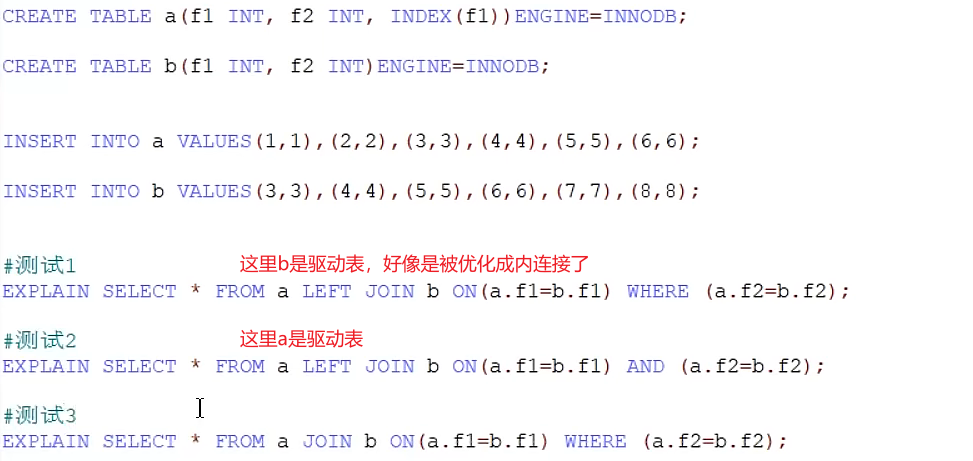 CREATE TABLE a(f1 INT, f2 INT, INDEX(f1))ENGINE=INNODB;
CREATE TABLE b(f1 INT, f2 INT)ENGINE=INNODB;
INSERT INTO a VALUES(1,1),(2,2),(3,3),(4,4),(5,5),(6,6);
INSERT INTO b VALUES(3,3),(4,4),(5,5),(6,6),(7,7),(8,8);
#测试1 这里b是驱动表，好像是被优化成内连接了
EXPLAIN SELECT * FROM a LEFT JOIN b ON(a.f1=b.f1) WHERE (a.f2=b.f2);
#测试2 这里a是驱动表
EXPLAIN SELECT * FROM a LEFT JOIN b ON(a.f1=b.f1) AND (a.f2=b.f2);
#测试3
EXPLAIN SELECT * FROM a JOIN b ON(a.f1=b.f1) WHERE (a.f2=b.f2);